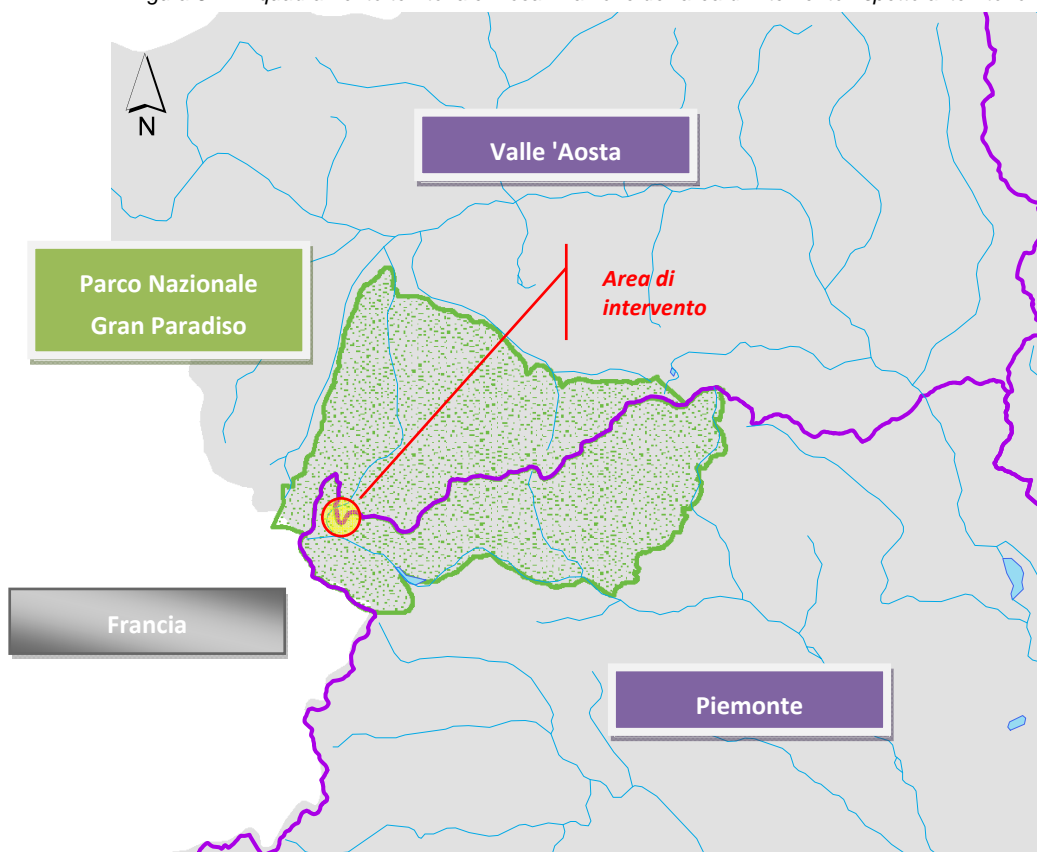 N
Valle 'Aosta
Parco Nazionale
Gran Paradiso
Area di
intervento
Francia
Piemonte